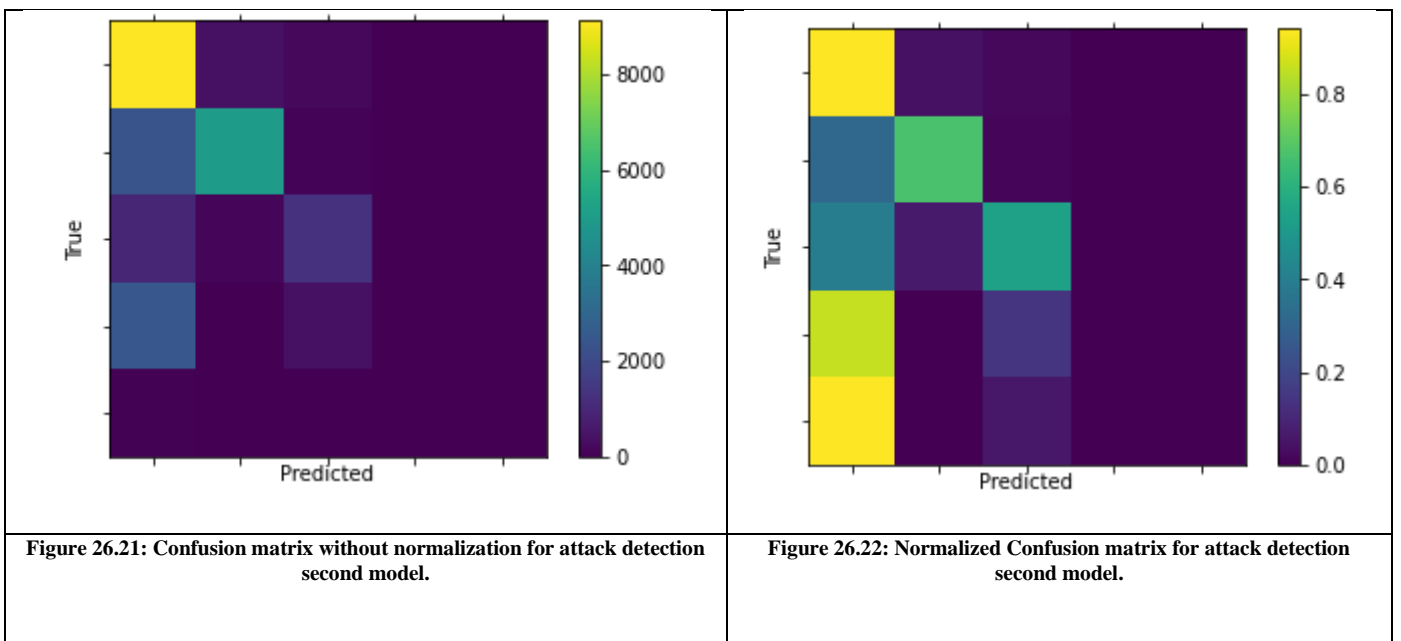 True
8000
6000
4000
2000
0
Predicted
Figure 26.21: Confusion matrix without normalization for attack detection
second model.
True
0.8
0.6
0.4
0.2
0.0
Predicted
Figure 26.22: Normalized Confusion matrix for attack detection
second model.